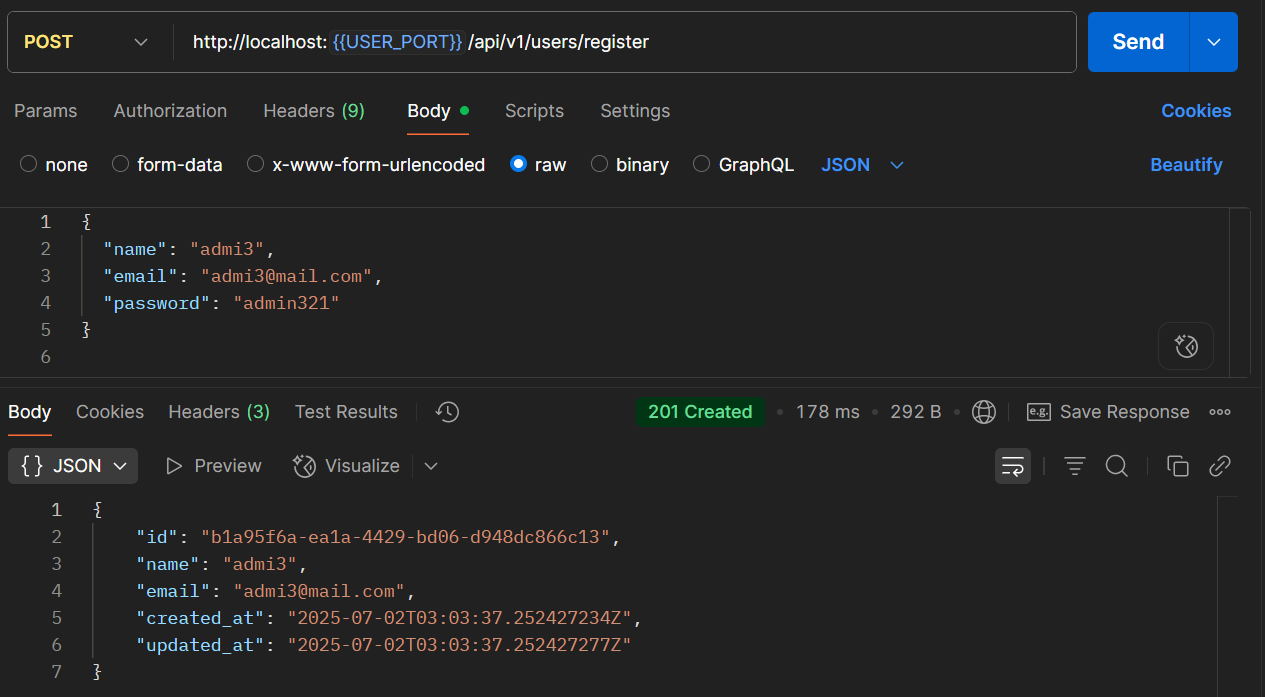 POST http://localhost:{{USER_PORT}}/api/v1/users/register Send
Params Authorization Headers (9) Body Scripts Settings Cookies
none form-data x-www-form-urlencoded raw binary GraphQL JSON Beautify
1 {
2 "name": "admi3",
3 "email": "admi3@mail.com",
4 "password": "admin321"
5 }
6
Body Cookies Headers (3) Test Results 201 Created 178 ms 292 B e.g. Save Response
{} JSON Preview Visualize
1 {
2 "id": "b1a95f6a-ea1a-4429-bd06-d948dc866c13",
3 "name": "admi3",
4 "email": "admi3@mail.com",
5 "created_at": "2025-07-02T03:03:37.252427234Z",
6 "updated_at": "2025-07-02T03:03:37.252427277Z"
7 }